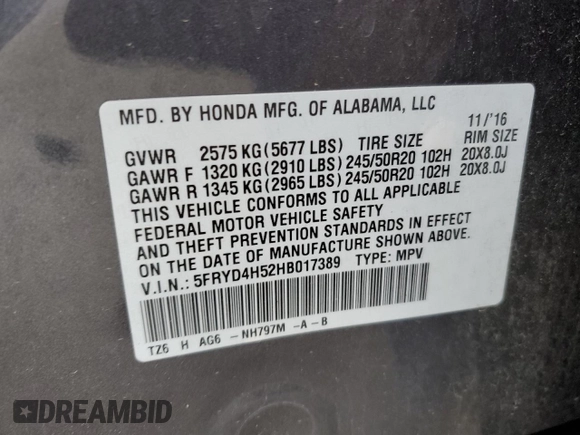 MFD. BY HONDA MFG. OF ALABAMA, LLC
11/'16
GVWR 2575 KG(5677 LBS) TIRE SIZE RIM SIZE
GAWR F 1320 KG(2910 LBS)245/50R20 102H 20X8.0J
GAWR R 1345 KG(2965 LBS)245/50R20 102H 20X8.0J
THIS VEHICLE CONFORMS TO ALL APPLICABLE
FEDERAL MOTOR VEHICLE SAFETY
AND THEFT PREVENTION STANDARDS IN EFFECT
ON THE DATE OF MANUFACTURE SHOWN ABOVE.
V.I.N.: 5FRYD4H52HB017389 TYPE: MPV
TZ6 H AG6 -NH797M -A-B
DREAMBID